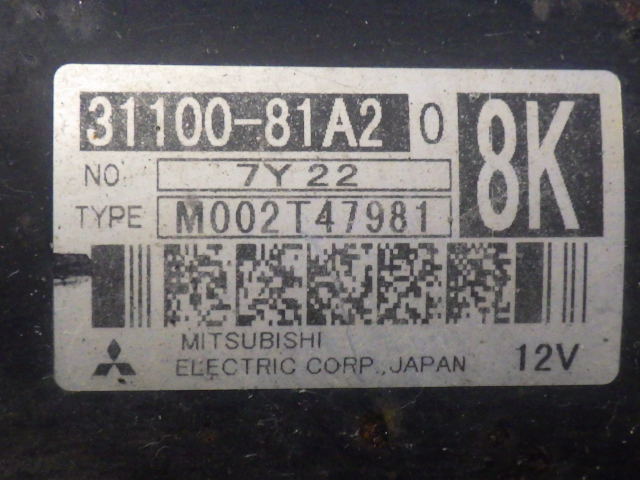 31100-81A2 0 8K
NO 7Y 22
TYPE M002T47981
MITSUBISHI
ELECTRIC CORP., JAPAN 12V